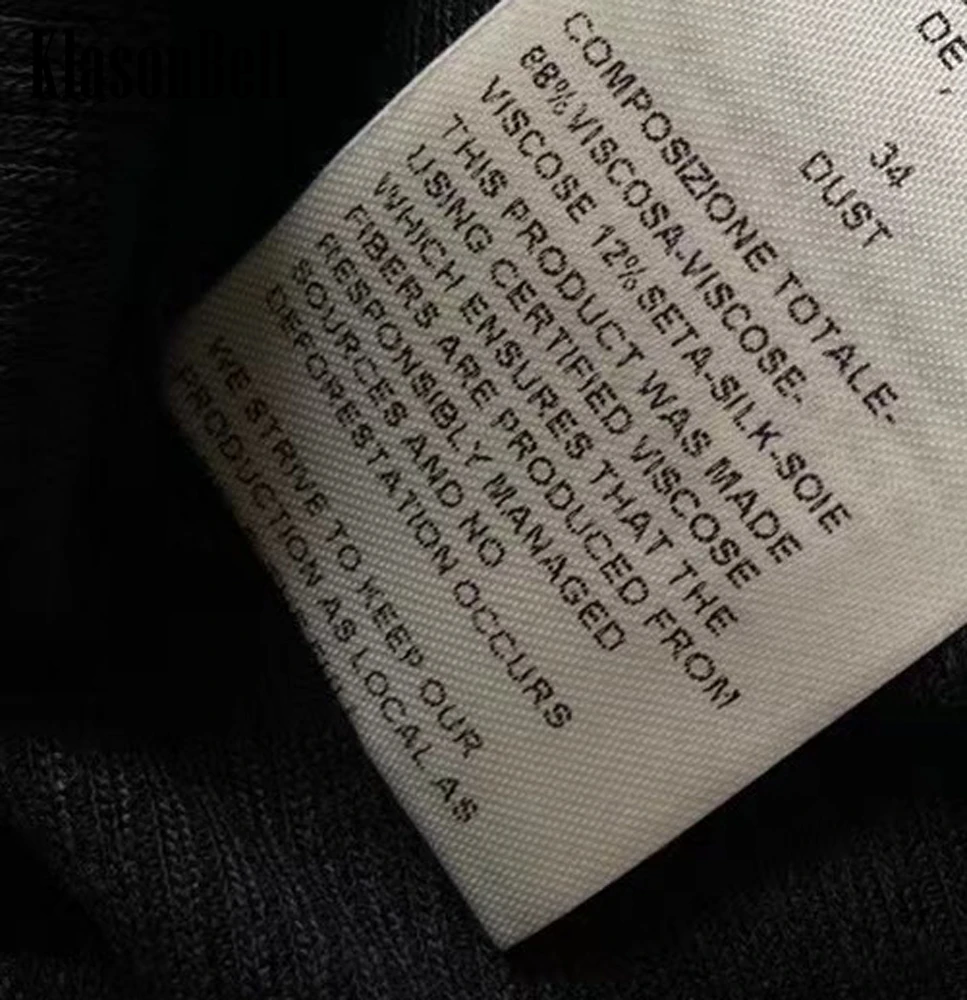 KlasonBell
DE,
34
DUST
COMPOSIZIONE TOTALE-
88% VISCOSA-VISCOSE-
VISCOSE 12% SETA-SILK-SOIE
THIS PRODUCT WAS MADE
USING CERTIFIED VISCOSE
WHICH ENSURES THAT THE
FIBERS ARE PRODUCED FROM
RESPONSIBLY MANAGED
SOURCES AND NO
DEFORESTATION OCCURS
WE STRIVE TO KEEP OUR
PRODUCTION AS LOCAL AS